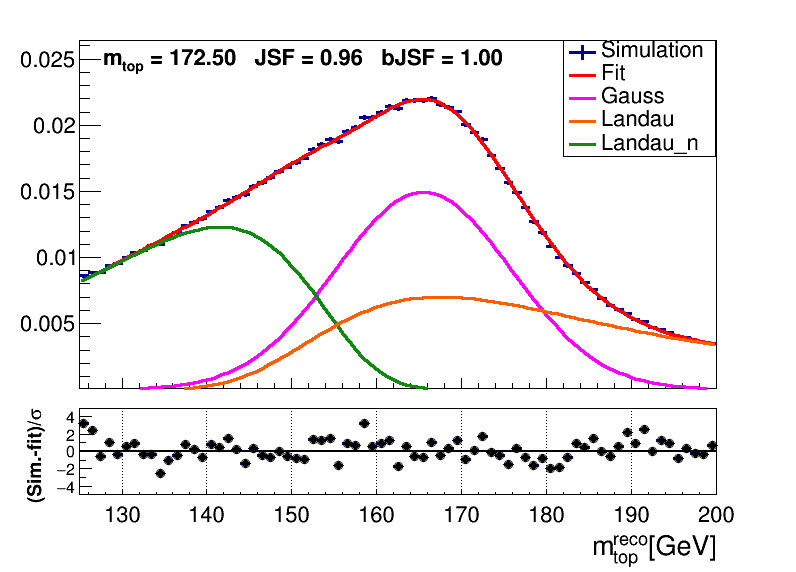 m_top = 172.50 JSF = 0.96 bJSF = 1.00
Simulation
Fit
Gauss
Landau
Landau_n
0.025
0.02
0.015
0.01
0.005
(Sim.-fit)/σ
4
2
0
−2
−4
130 140 150 160 170 180 190 200
m_top^reco[GeV]